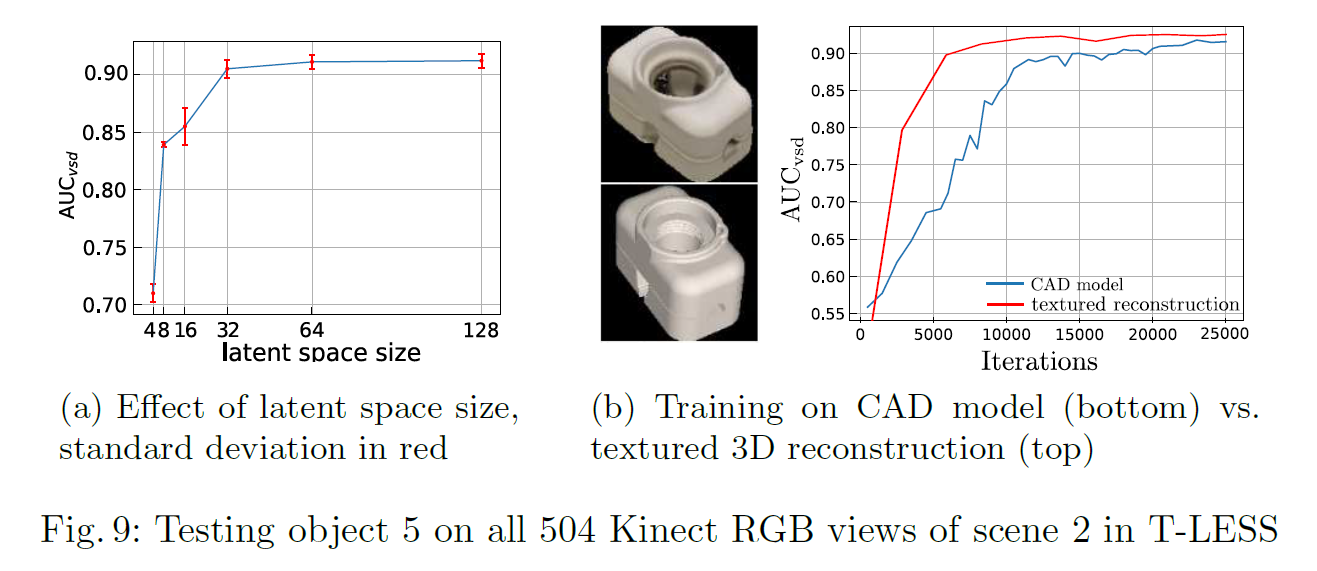 0.90
0.85
0.80
0.75
0.70
AUCvsd
4 8 16 32 64 128
latent space size
(a) Effect of latent space size,
standard deviation in red
0.90
0.85
0.80
0.75
0.70
0.65
0.60
0.55
AUCvsd
CAD model
textured reconstruction
0 5000 10000 15000 20000 25000
Iterations
(b) Training on CAD model (bottom) vs.
textured 3D reconstruction (top)
Fig. 9: Testing object 5 on all 504 Kinect RGB views of scene 2 in T-LESS